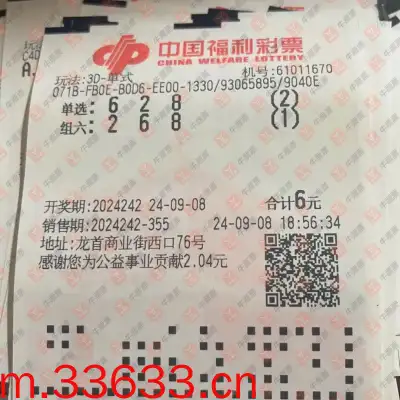 中国福利彩票
CHINA WELFARE LOTTERY
玩法:3D-单式 机号:61011670
071B-FB0E-B0D6-EE00-1330/93065895/9040E
单选: 6 2 8 (2)
组六: 2 6 8 (1)
开奖期:2024242 24-09-08 合计6元
销售期:2024242-355 24-09-08 18:56:34
地址:龙首商业街西口76号
感谢您为公益事业贡献2.04元
m.33633.cn